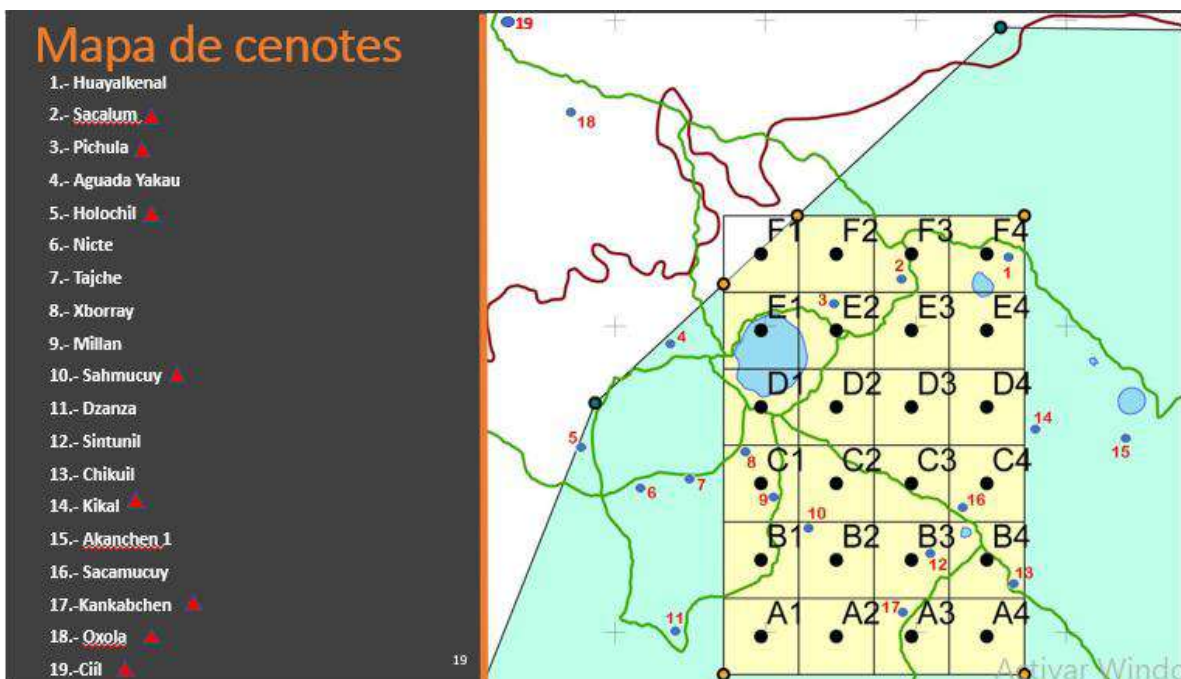 Mapa de cenotes
1.- Huayalkenal
2.- Sacalum
3.- Pichula
4.- Aguada Yakau
5.- Holochil
6.- Nicte
7.- Tajche
8.- Xborray
9.- Millan
10.- Sahmucuy
11.- Dzanza
12.- Sintunil
13.- Chikuil
14.- Kikal
15.- Akanchen 1
16.- Sacamucuy
17.-Kankabchen
18.- Oxola
19.-Ciíl
19
19
18
F1 F2 F3 F4
2 1
3
E1 E2 E3 E4
4
D1 D2 D3 D4
14
5 15
8
C1 C2 C3 C4
6 7 9 16
10
B1 B2 B3 B4
12 13
11 17
A1 A2 A3 A4
Activar Windo